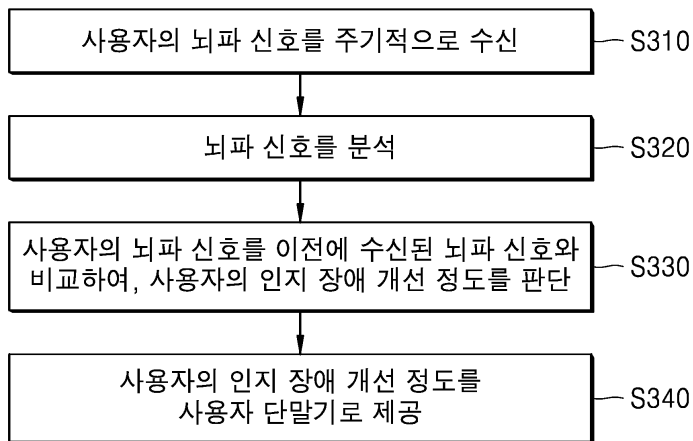 사용자의 뇌파 신호를 주기적으로 수신
S310
뇌파 신호를 분석
S320
사용자의 뇌파 신호를 이전에 수신된 뇌파 신호와
비교하여, 사용자의 인지 장애 개선 정도를 판단
S330
사용자의 인지 장애 개선 정도를
사용자 단말기로 제공
S340